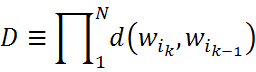 D ≡ ∏₁ᴺ d(w_{i_k}, w_{i_{k−1}})